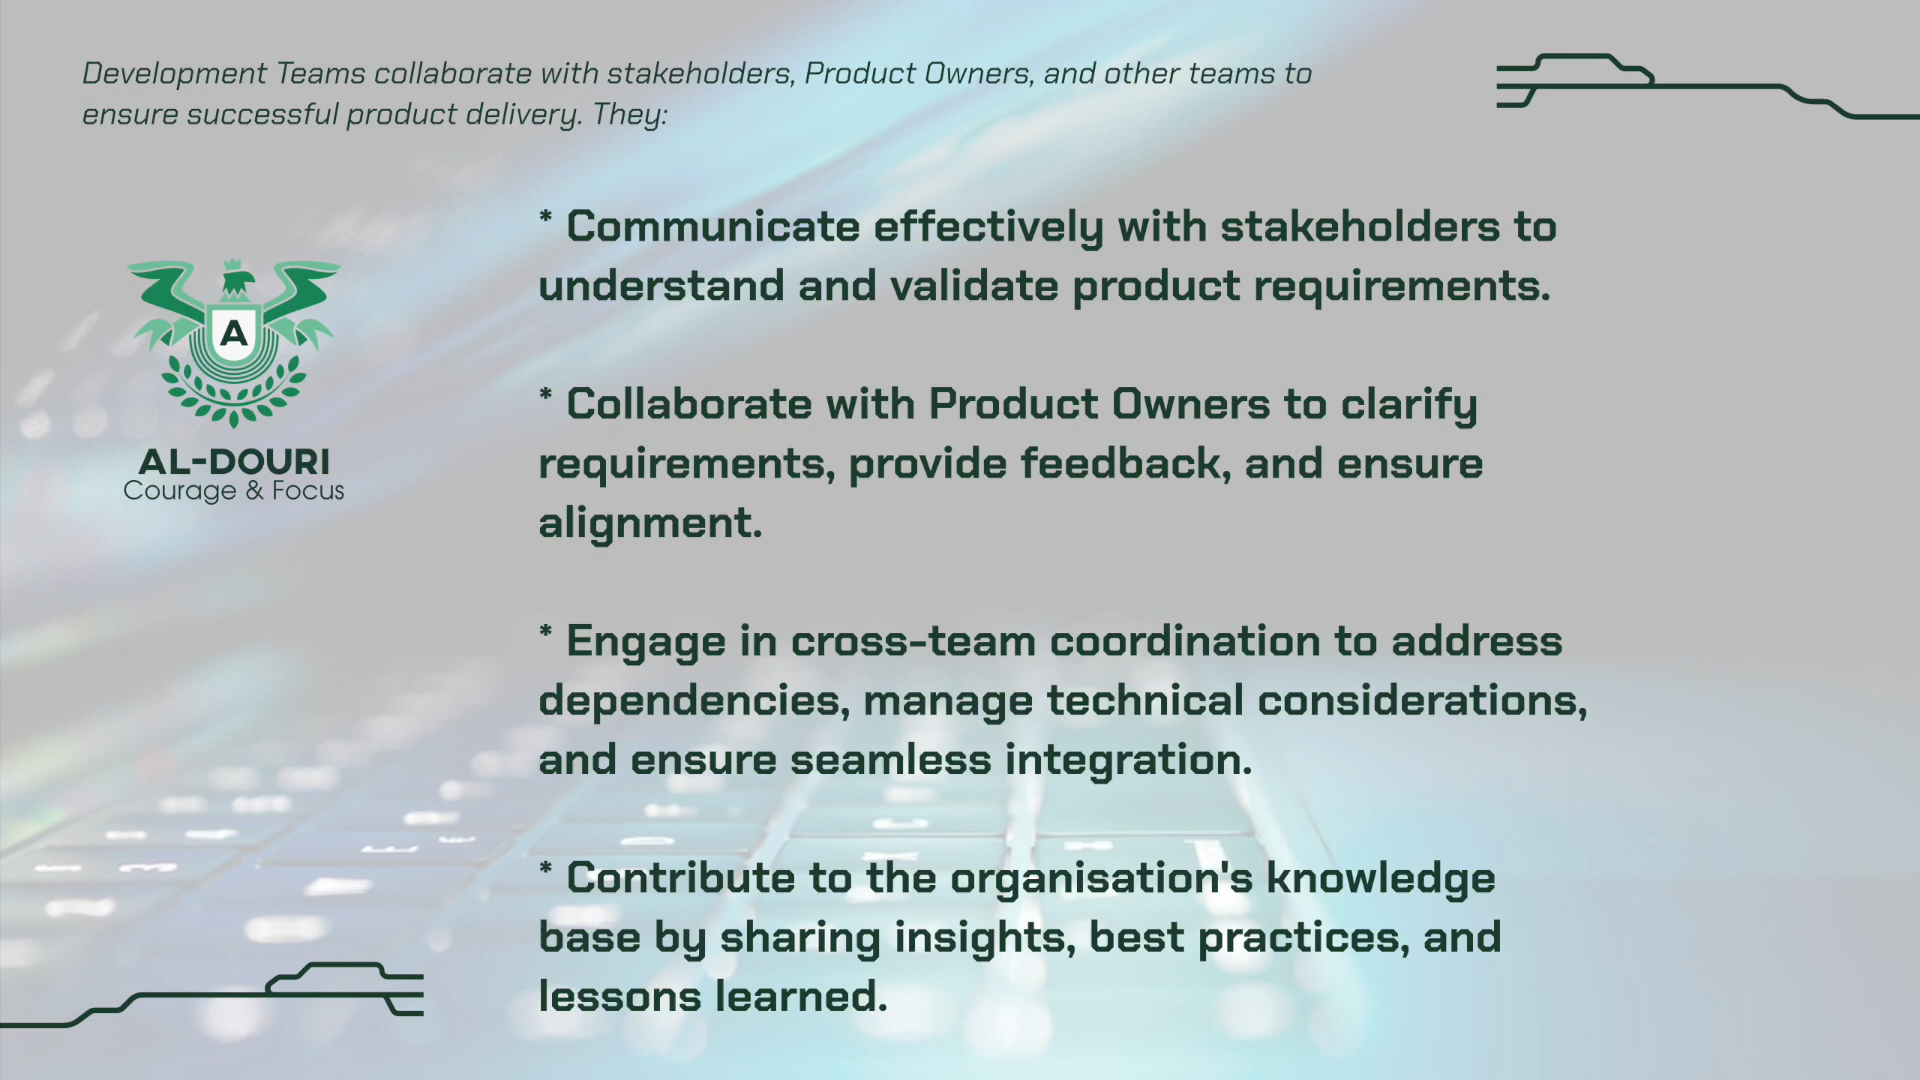 Development Teams collaborate with stakeholders, Product Owners, and other teams to
ensure successful product delivery. They:
A
AL-DOURI
Courage & Focus
* Communicate effectively with stakeholders to
understand and validate product requirements.
* Collaborate with Product Owners to clarify
requirements, provide feedback, and ensure
alignment.
* Engage in cross-team coordination to address
dependencies, manage technical considerations,
and ensure seamless integration.
* Contribute to the organisation's knowledge
base by sharing insights, best practices, and
lessons learned.